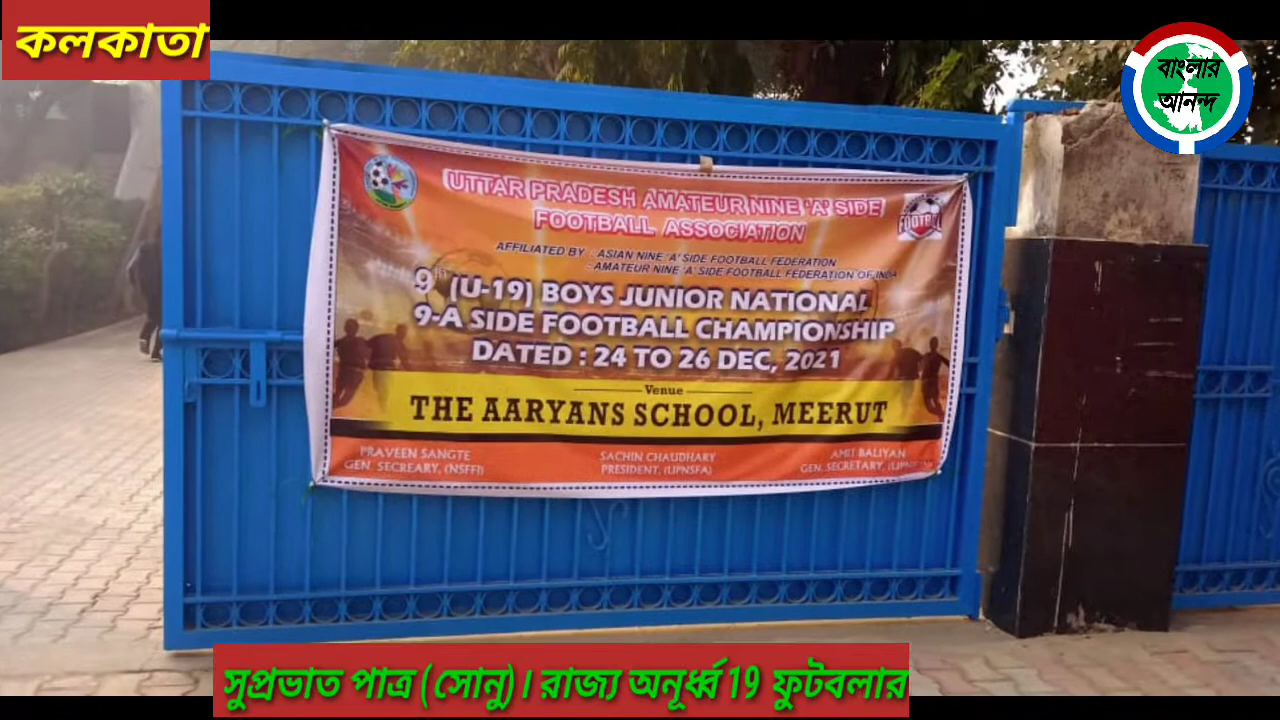 কলকাতা
বাংলার
আনন্দ
UTTAR PRADESH AMATEUR NINE 'A' SIDE
FOOTBALL ASSOCIATION
FOOTBAL
AFFILIATED BY : ASIAN NINE 'A' SIDE FOOTBALL FEDERATION
- AMATEUR NINE 'A' SIDE FOOTBALL FEDERATION OF INDIA
9th (U-19) BOYS JUNIOR NATIONAL
9-A SIDE FOOTBALL CHAMPIONSHIP
DATED : 24 TO 26 DEC, 2021
Venue
THE AARYANS SCHOOL, MEERUT
PRAVEEN SANGTE SACHIN CHAUDHARY AMIT BALIYAN
GEN. SECREARY, (NSFFI) PRESIDENT, (UPNSFA) GEN. SECRETARY,
সুপ্রভাত পাত্র (সোনু)। রাজ্য অনূর্ধ্ব 19 ফুটবলার